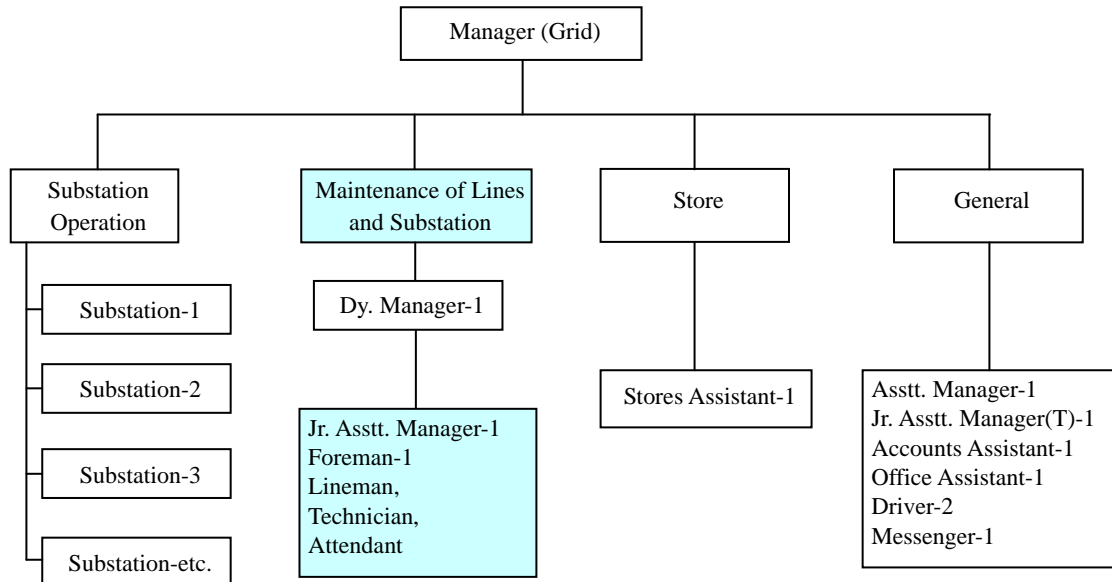 Manager (Grid)
Substation
Operation
Maintenance of Lines
and Substation
Store
General
Substation-1
Substation-2
Substation-3
Substation-etc.
Dy. Manager-1
Jr. Asstt. Manager-1
Foreman-1
Lineman,
Technician,
Attendant
Stores Assistant-1
Asstt. Manager-1
Jr. Asstt. Manager(T)-1
Accounts Assistant-1
Office Assistant-1
Driver-2
Messenger-1